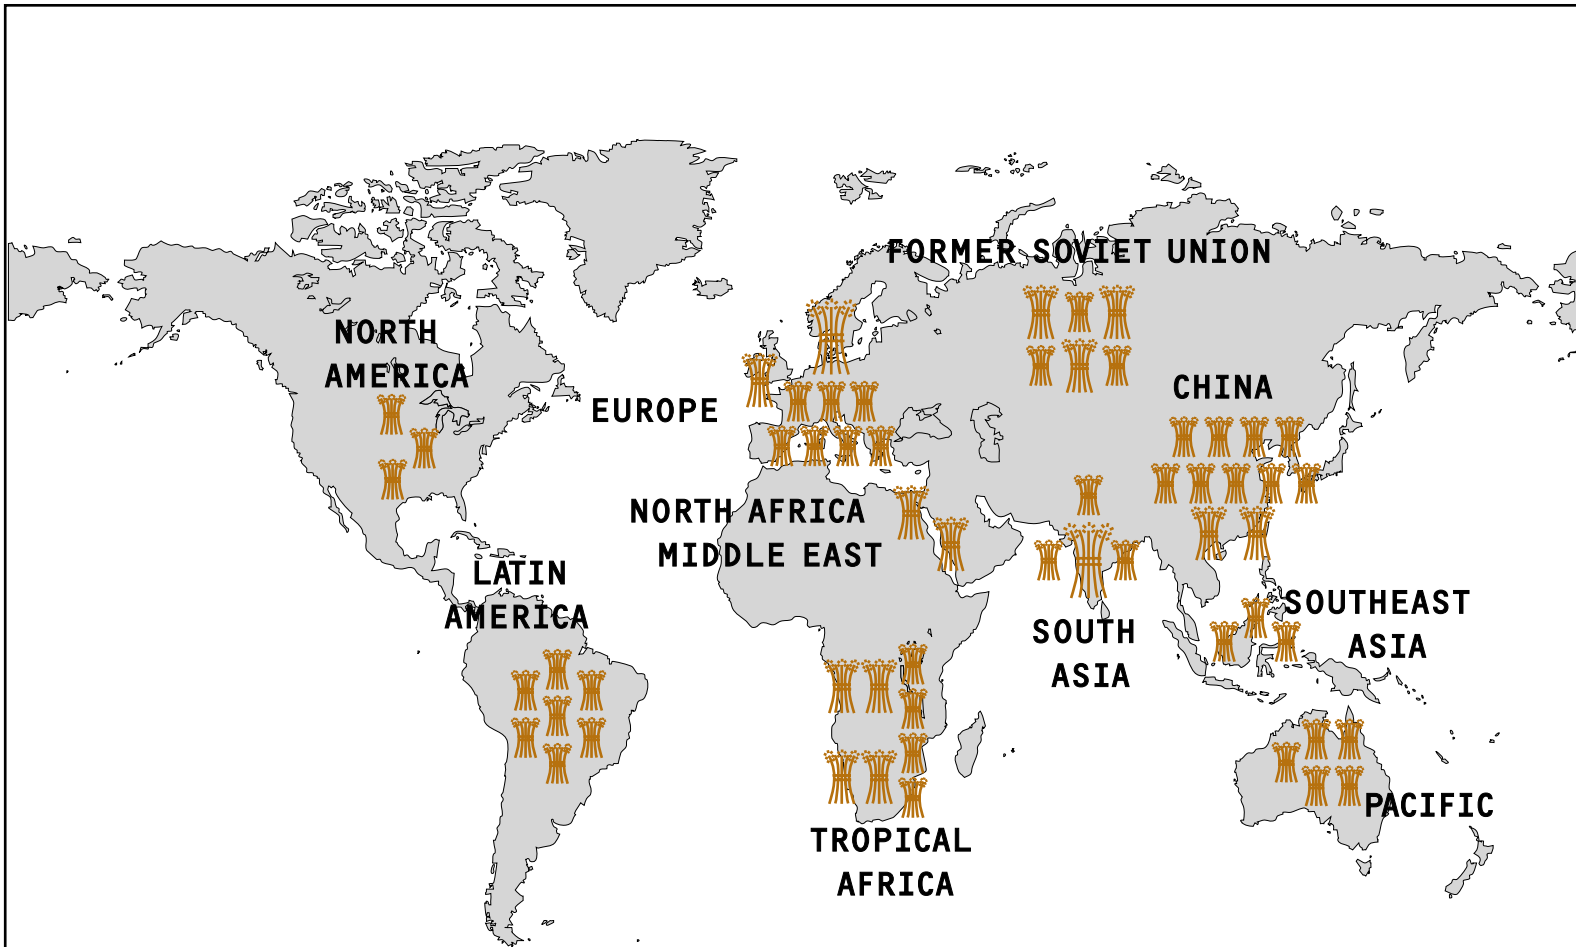 FORMER SOVIET UNION
NORTH
AMERICA
CHINA
EUROPE
NORTH AFRICA
MIDDLE EAST
LATIN
AMERICA
SOUTHEAST
ASIA
SOUTH
ASIA
PACIFIC
TROPICAL
AFRICA